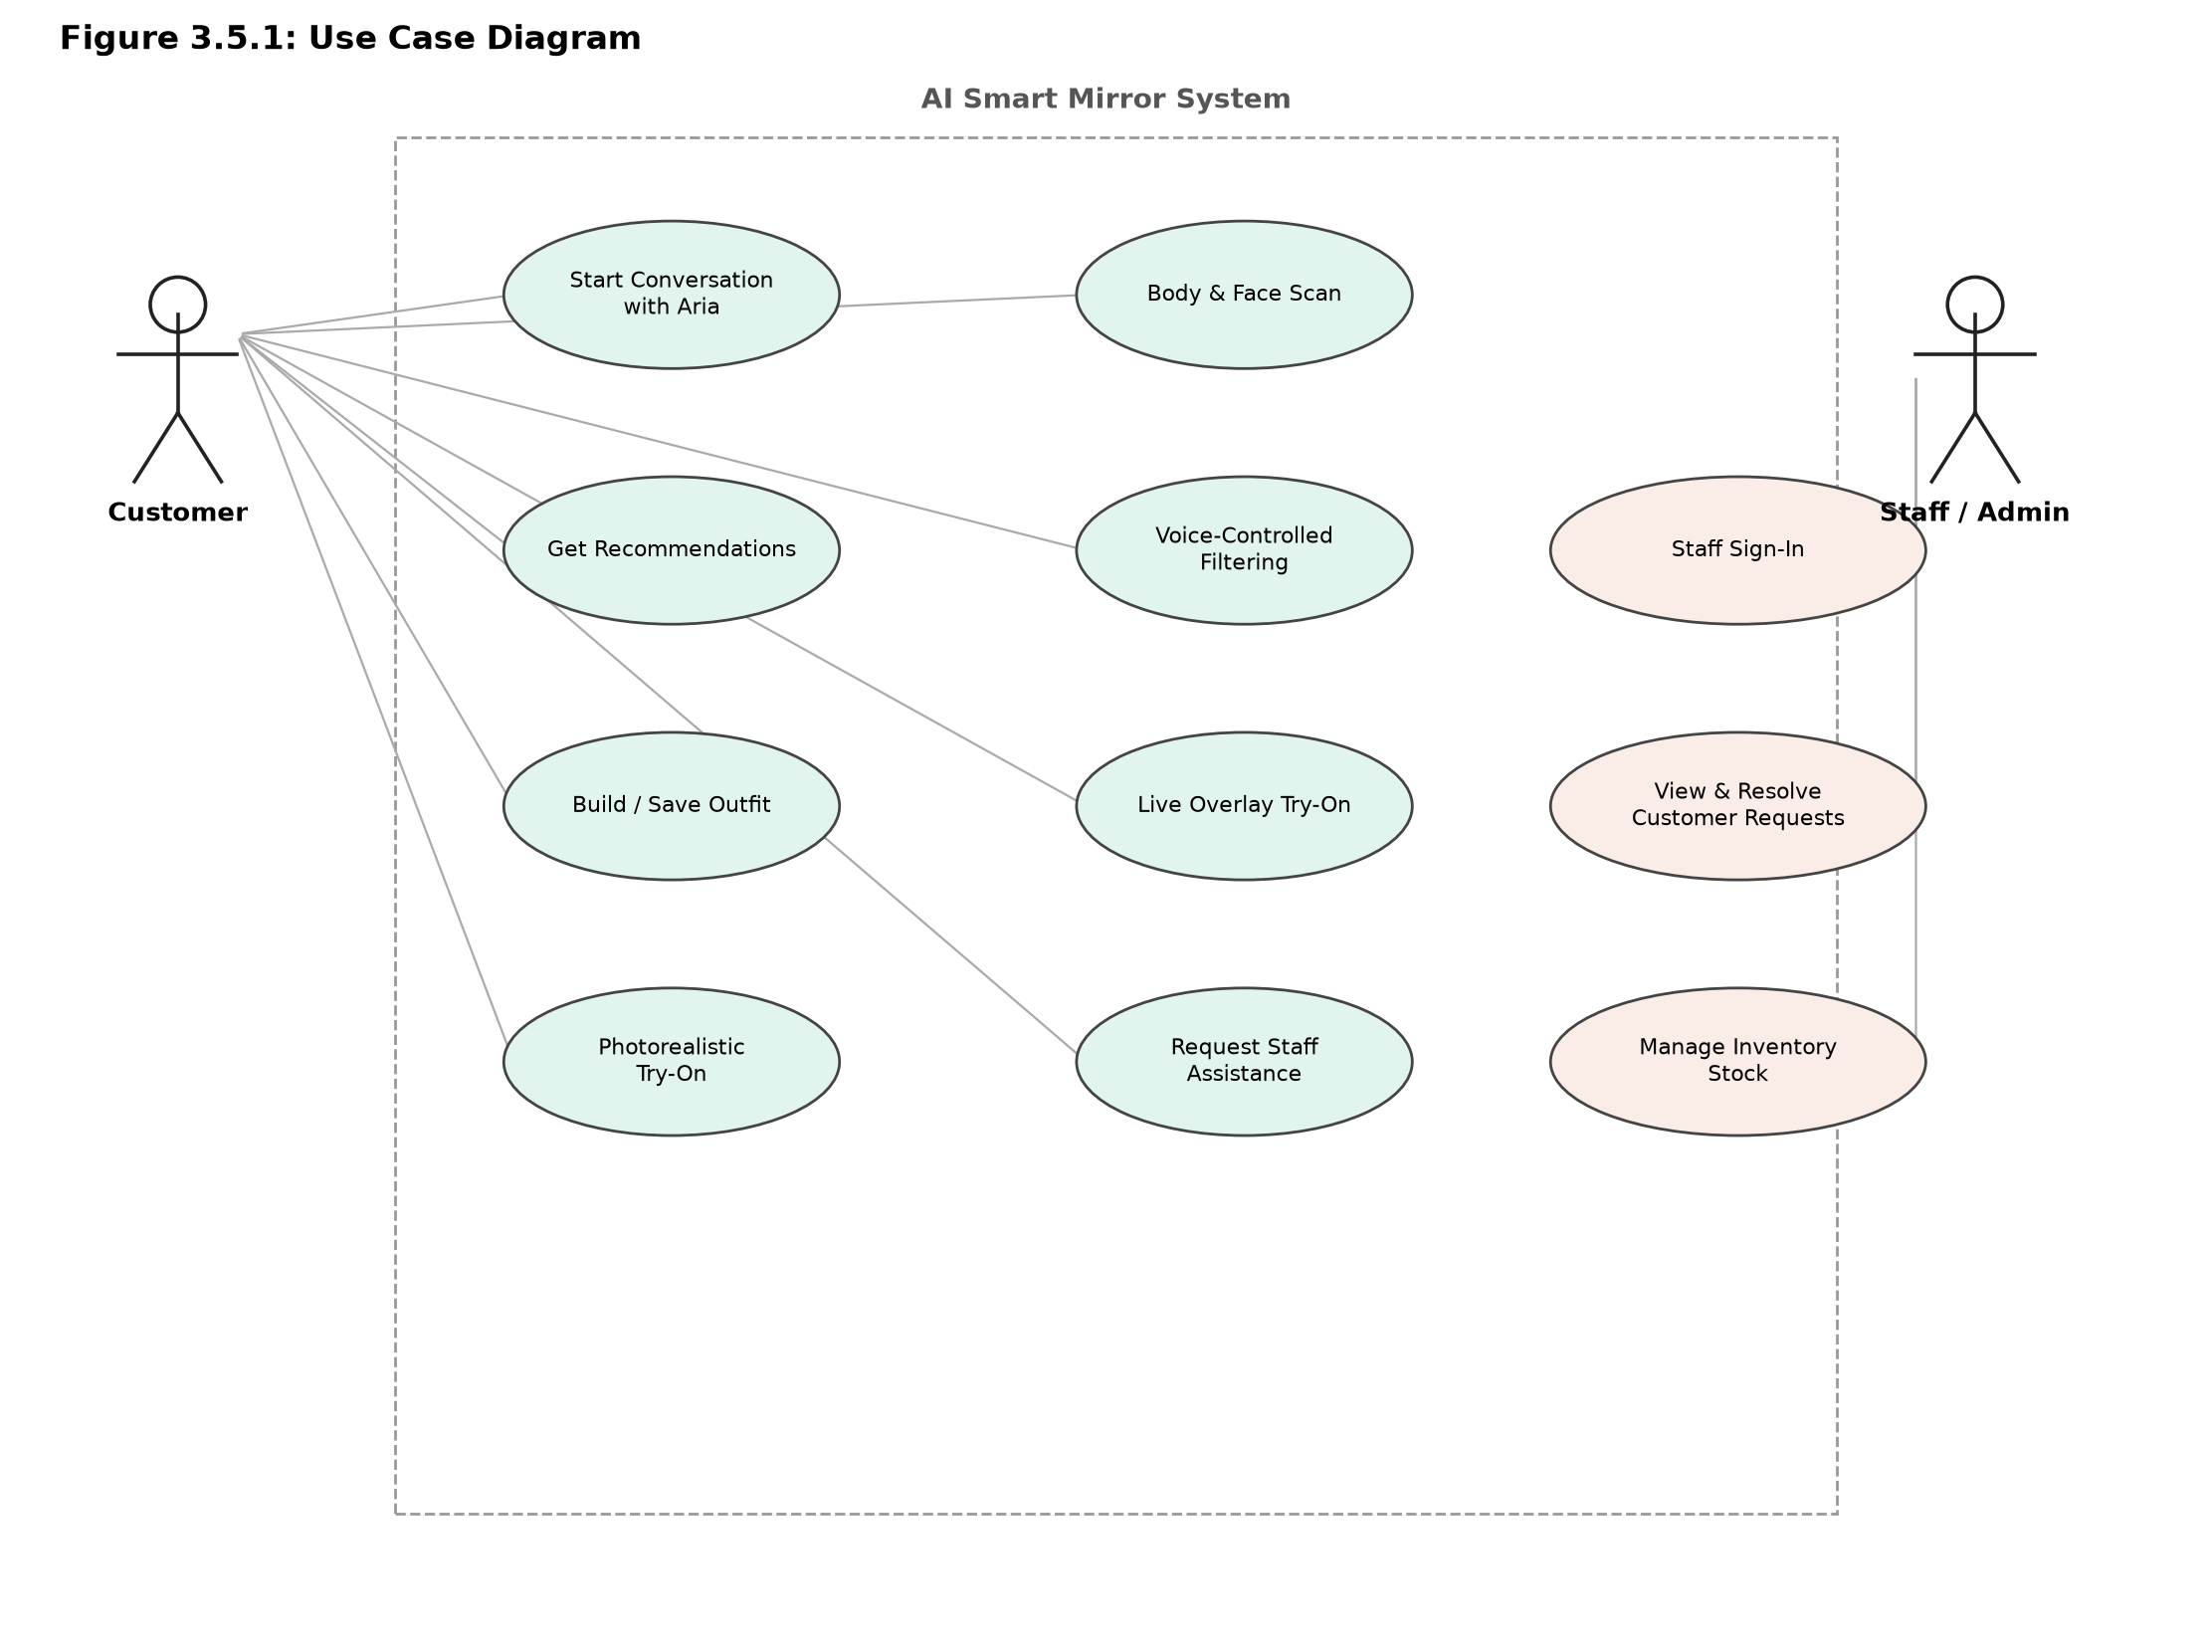 Figure 3.5.1: Use Case Diagram
AI Smart Mirror System
Start Conversation
with Aria
Body & Face Scan
Customer
Staff / Admin
Get Recommendations
Voice-Controlled
Filtering
Staff Sign-In
Build / Save Outfit
Live Overlay Try-On
View & Resolve
Customer Requests
Photorealistic
Try-On
Request Staff
Assistance
Manage Inventory
Stock